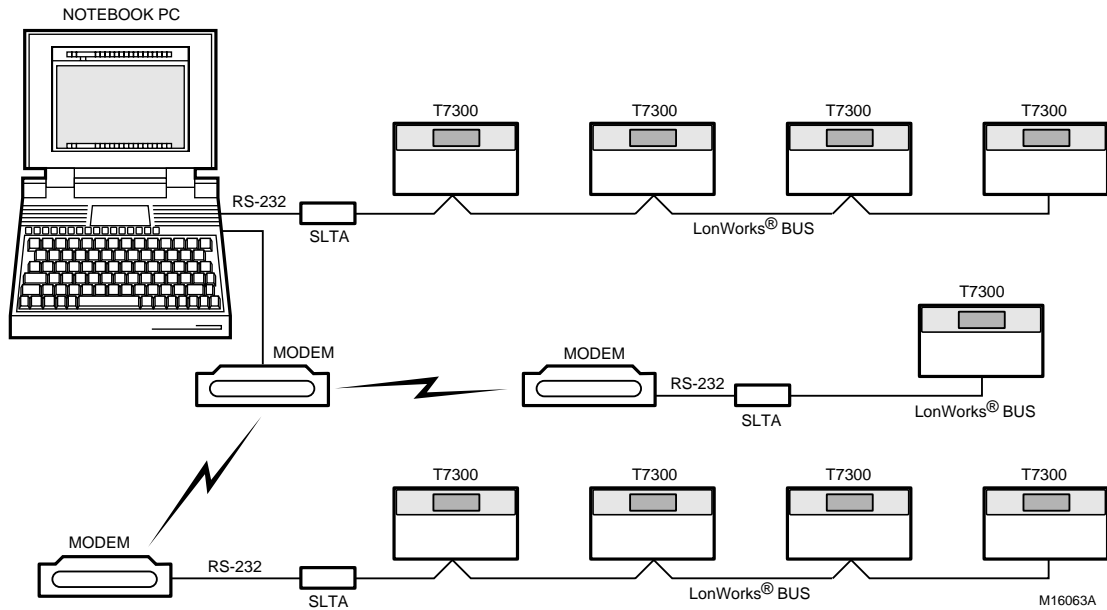 NOTEBOOK PC
T7300
T7300
T7300
T7300
RS-232
SLTA
LonWorks® BUS
T7300
MODEM
MODEM
RS-232
SLTA
LonWorks® BUS
T7300
T7300
T7300
T7300
MODEM
RS-232
SLTA
LonWorks® BUS
M16063A